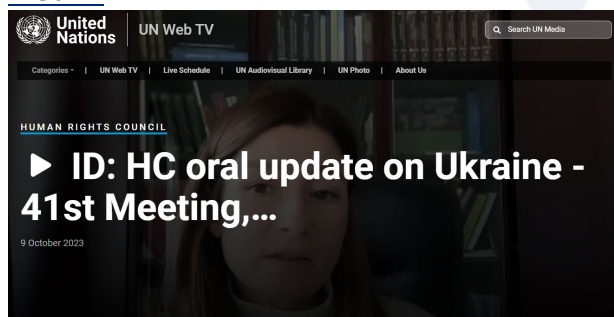 United
Nations
UN Web TV
Search UN Media
Categories | UN Web TV | Live Schedule | UN Audiovisual Library | UN Photo | About Us
HUMAN RIGHTS COUNCIL
ID: HC oral update on Ukraine -
41st Meeting,…
9 October 2023